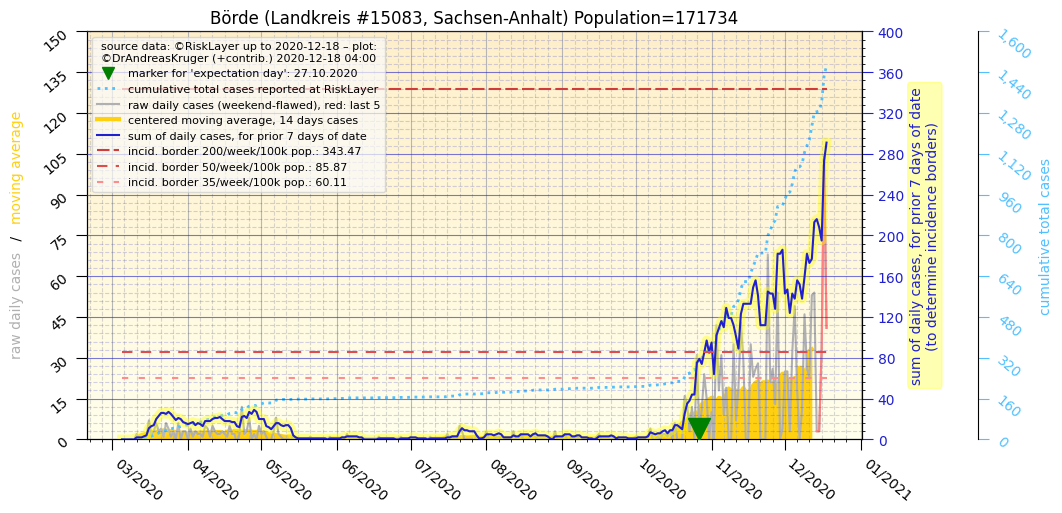 Börde (Landkreis #15083, Sachsen-Anhalt) Population=171734
source data: ©RiskLayer up to 2020-12-18 – plot:
©DrAndreasKruger (+contrib.) 2020-12-18 04:00
marker for 'expectation day': 27.10.2020
cumulative total cases reported at RiskLayer
raw daily cases (weekend-flawed), red: last 5
centered moving average, 14 days cases
sum of daily cases, for prior 7 days of date
incid. border 200/week/100k pop.: 343.47
incid. border 50/week/100k pop.: 85.87
incid. border 35/week/100k pop.: 60.11
raw daily cases / moving average
150
135
120
105
90
75
60
45
30
15
0
03/2020
04/2020
05/2020
06/2020
07/2020
08/2020
09/2020
10/2020
11/2020
12/2020
01/2021
400
360
320
280
240
200
160
120
80
40
0
sum of daily cases, for prior 7 days of date
(to determine incidence borders)
1,600
1,440
1,280
1,120
960
800
640
480
320
160
0
cumulative total cases